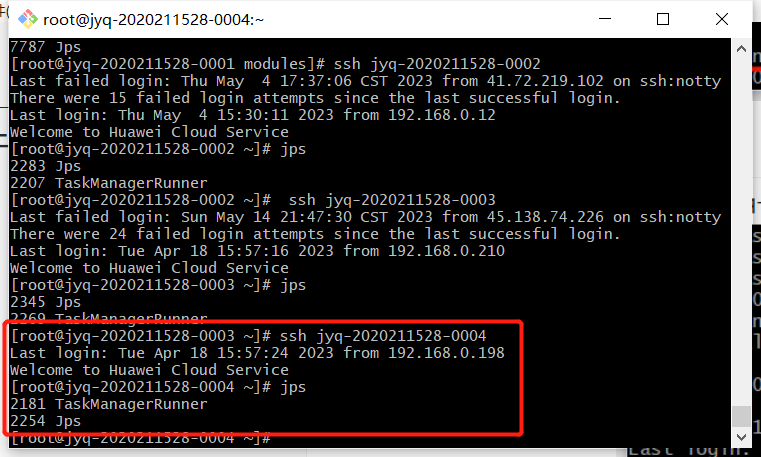 root@jyq-2020211528-0004:~
7787 Jps
[root@jyq-2020211528-0001 modules]# ssh jyq-2020211528-0002
Last failed login: Thu May  4 17:37:06 CST 2023 from 41.72.219.102 on ssh:notty
There were 15 failed login attempts since the last successful login.
Last login: Thu May  4 15:30:11 2023 from 192.168.0.12
Welcome to Huawei Cloud Service
[root@jyq-2020211528-0002 ~]# jps
2283 Jps
2207 TaskManagerRunner
[root@jyq-2020211528-0002 ~]#  ssh jyq-2020211528-0003
Last failed login: Sun May 14 21:47:30 CST 2023 from 45.138.74.226 on ssh:notty
There were 24 failed login attempts since the last successful login.
Last login: Tue Apr 18 15:57:16 2023 from 192.168.0.210
Welcome to Huawei Cloud Service
[root@jyq-2020211528-0003 ~]# jps
2345 Jps
2269 TaskManagerRunner
[root@jyq-2020211528-0003 ~]# ssh jyq-2020211528-0004
Last login: Tue Apr 18 15:57:24 2023 from 192.168.0.198
Welcome to Huawei Cloud Service
[root@jyq-2020211528-0004 ~]# jps
2181 TaskManagerRunner
2254 Jps
[root@jyq-2020211528-0004 ~]#
Last login: